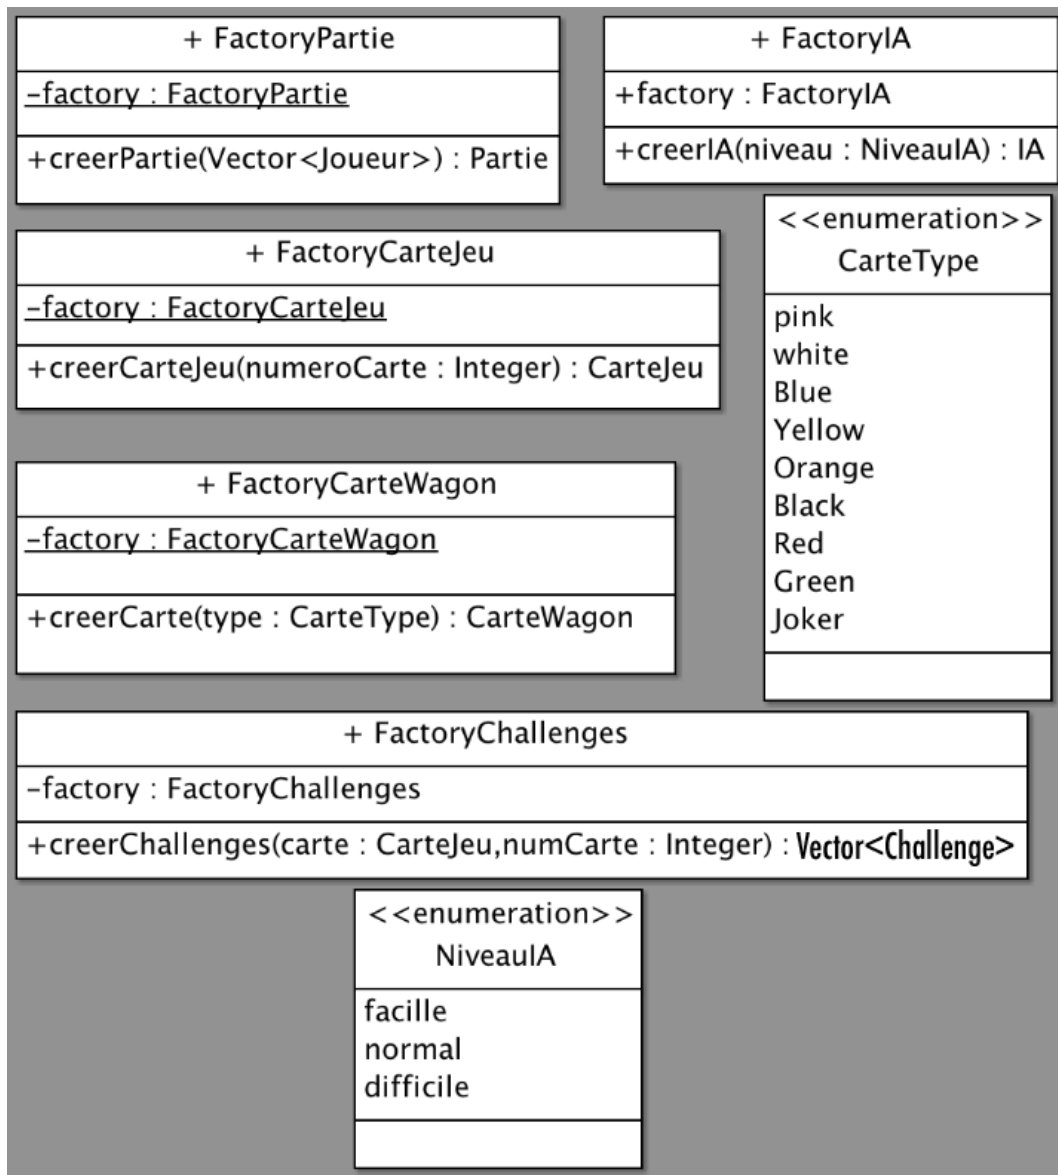 + FactoryPartie
-factory : FactoryPartie
+creerPartie(Vector<Joueur>) : Partie
+ FactoryIA
+factory : FactoryIA
+creerIA(niveau : NiveauIA) : IA
+ FactoryCarteJeu
-factory : FactoryCarteJeu
+creerCarteJeu(numeroCarte : Integer) : CarteJeu
<<enumeration>>
CarteType
pink
white
Blue
Yellow
Orange
Black
Red
Green
Joker
+ FactoryCarteWagon
-factory : FactoryCarteWagon
+creerCarte(type : CarteType) : CarteWagon
+ FactoryChallenges
-factory : FactoryChallenges
+creerChallenges(carte : CarteJeu,numCarte : Integer) : Vector<Challenge>
<<enumeration>>
NiveauIA
facille
normal
difficile